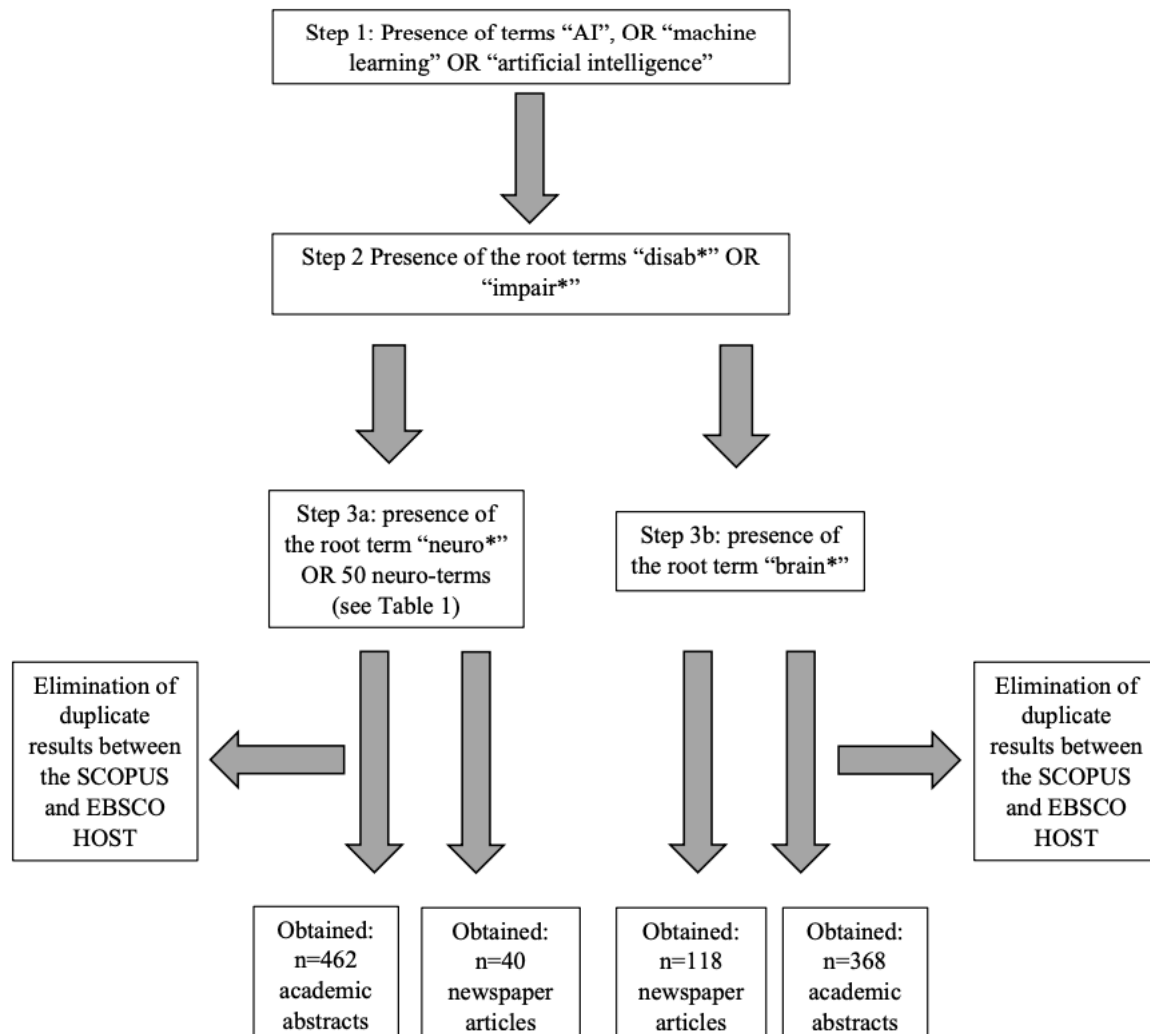 Step 1: Presence of terms “AI”, OR “machine
learning” OR “artificial intelligence”
Step 2 Presence of the root terms “disab*” OR
“impair*”
Step 3a: presence of
the root term “neuro*”
OR 50 neuro-terms
(see Table 1)
Step 3b: presence of
the root term “brain*”
Elimination of
duplicate
results between
the SCOPUS
and EBSCO
HOST
Elimination of
duplicate
results between
the SCOPUS
and EBSCO
HOST
Obtained:
n=462
academic
abstracts
Obtained:
n=40
newspaper
articles
Obtained:
n=118
newspaper
articles
Obtained:
n=368
academic
abstracts